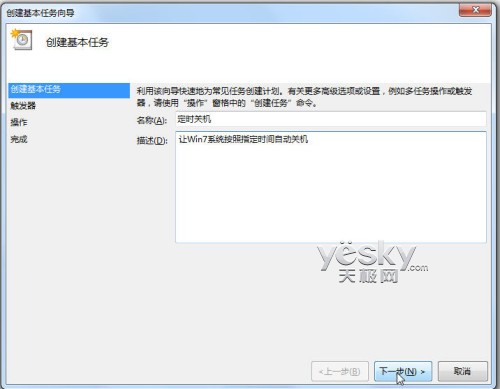 创建基本任务向导
创建基本任务
创建基本任务
触发器
操作
完成
利用该向导快速地为常见任务创建计划。有关更多高级选项或设置，例如多任务操作或触发
器，请使用“操作”窗格中的“创建任务”命令。
名称(A):
定时关机
描述(D):
让Win7系统按照指定时间自动关机
yesky
天极网.com
<上一步(B)
下一步(N) >
取消